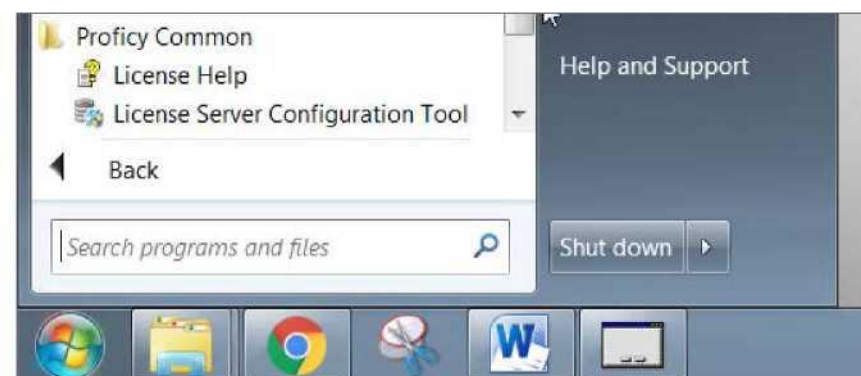 Proficy Common
License Help
License Server Configuration Tool
Back
Search programs and files
Help and Support
Shut down
W